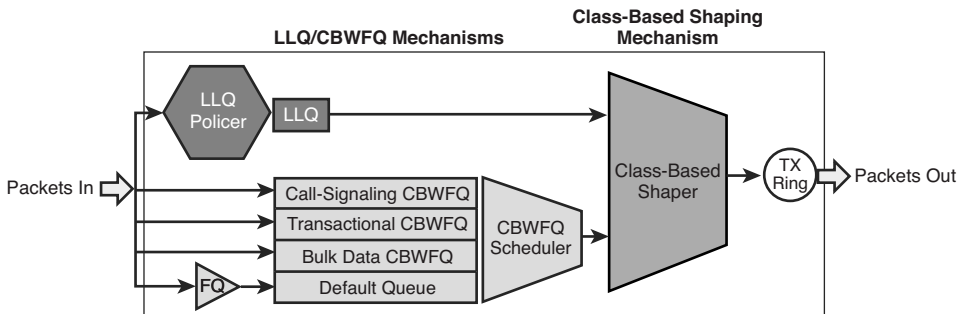 Class-Based Shaping
Mechanism
LLQ/CBWFQ Mechanisms
LLQ
Policer
LLQ
Packets In
Call-Signaling CBWFQ
Transactional CBWFQ
Bulk Data CBWFQ
FQ
Default Queue
CBWFQ
Scheduler
Class-Based
Shaper
TX
Ring
Packets Out